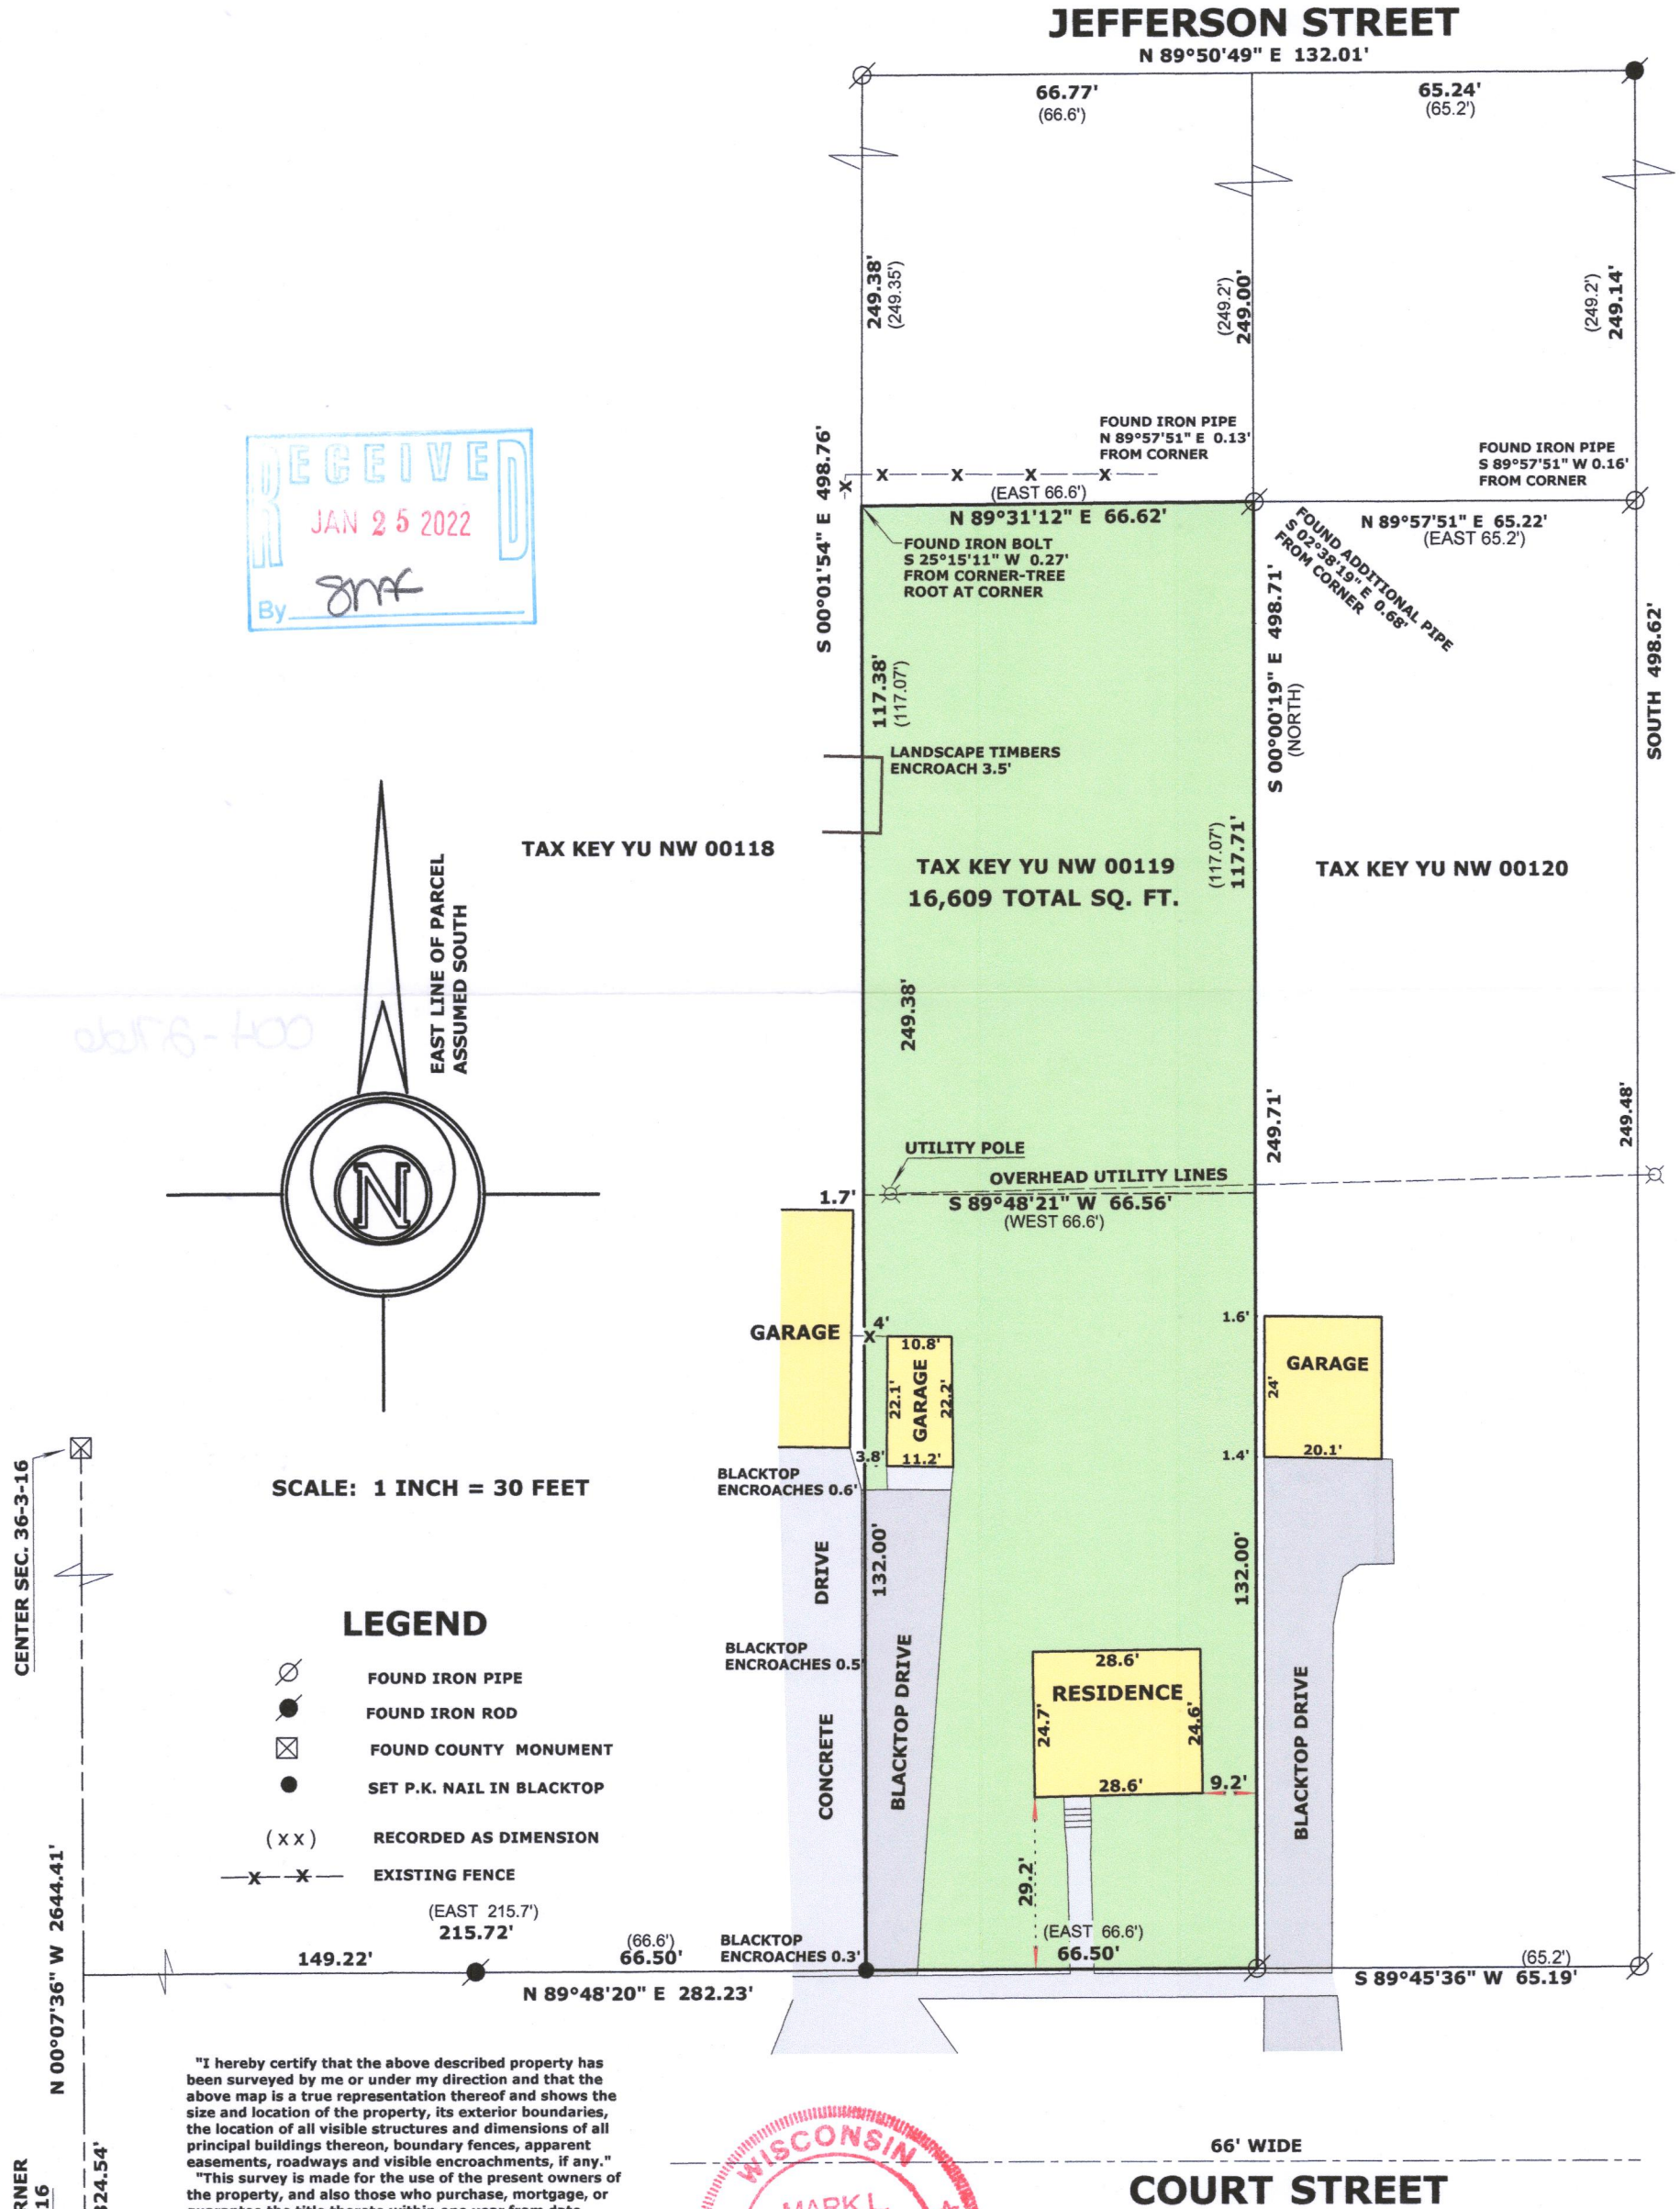 JEFFERSON STREET
N 89°50'49" E 132.01'
66.77'
(66.6')
65.24'
(65.2')
249.38'
(249.35')
(249.2')
249.00'
(249.2')
249.14'
RECEIVED
JAN 25 2022
By
S 00°01'54" E 498.76'
FOUND IRON PIPE
N 89°57'51" E 0.13'
FROM CORNER
FOUND IRON PIPE
S 89°57'51" W 0.16'
FROM CORNER
X X X X X
(EAST 66.6')
N 89°31'12" E 66.62'
N 89°57'51" E 65.22'
(EAST 65.2')
FOUND IRON BOLT
S 25°15'11" W 0.27'
FROM CORNER-TREE
ROOT AT CORNER
FOUND ADDITIONAL PIPE
S 02°38'19" E 0.68'
FROM CORNER
S 00°00'19" E 498.71'
(NORTH)
SOUTH 498.62'
117.38'
(117.07')
LANDSCAPE TIMBERS
ENCROACH 3.5'
TAX KEY YU NW 00118
TAX KEY YU NW 00119
16,609 TOTAL SQ. FT.
(117.07')
117.71'
TAX KEY YU NW 00120
EAST LINE OF PARCEL
ASSUMED SOUTH
N
249.38'
249.71'
249.48'
UTILITY POLE
OVERHEAD UTILITY LINES
1.7'
S 89°48'21" W 66.56'
(WEST 66.6')
GARAGE
X
4'
10.8'
22.1'
GARAGE
22.2'
11.2'
3.8'
1.6'
GARAGE
24'
20.1'
1.4'
BLACKTOP
ENCROACHES 0.6'
SCALE: 1 INCH = 30 FEET
CENTER SEC. 36-3-16
CONCRETE DRIVE
132.00'
132.00'
BLACKTOP DRIVE
BLACKTOP
ENCROACHES 0.5'
28.6'
RESIDENCE
24.7'
24.6'
28.6'
9.2'
BLACKTOP DRIVE
29.2'
LEGEND
FOUND IRON PIPE
FOUND IRON ROD
FOUND COUNTY MONUMENT
SET P.K. NAIL IN BLACKTOP
(xx) RECORDED AS DIMENSION
X X EXISTING FENCE
N 00°07'36" W 2644.41'
(EAST 215.7')
215.72'
149.22'
(66.6')
66.50'
BLACKTOP
ENCROACHES 0.3'
(EAST 66.6')
66.50'
(65.2')
S 89°45'36" W 65.19'
N 89°48'20" E 282.23'
"I hereby certify that the above described property has
been surveyed by me or under my direction and that the
above map is a true representation thereof and shows the
size and location of the property, its exterior boundaries,
the location of all visible structures and dimensions of all
principal buildings thereon, boundary fences, apparent
easements, roadways and visible encroachments, if any."
"This survey is made for the use of the present owners of
the property, and also those who purchase, mortgage, or
guarantee the title thereto within one year from date
WISCONSIN
MARK L.
66' WIDE
COURT STREET